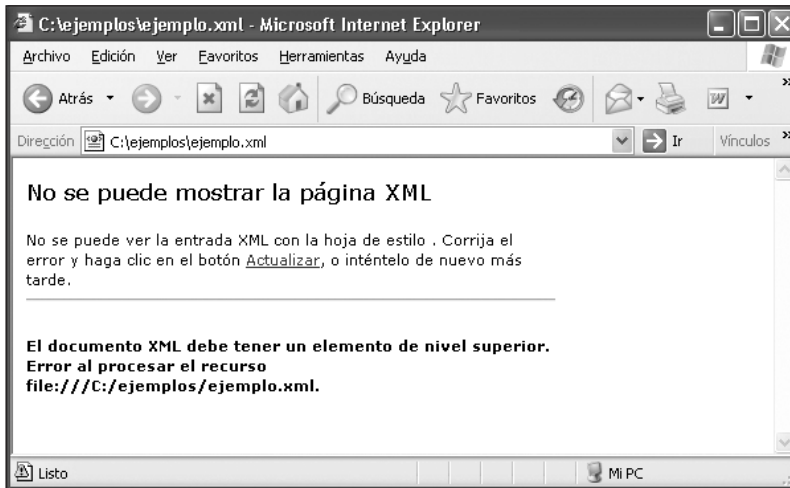 C:\ejemplos\ejemplo.xml - Microsoft Internet Explorer
Archivo Edición Ver Favoritos Herramientas Ayuda
Atrás Búsqueda Favoritos »
Dirección C:\ejemplos\ejemplo.xml Ir Vínculos »
No se puede mostrar la página XML
No se puede ver la entrada XML con la hoja de estilo . Corrija el
error y haga clic en el botón Actualizar, o inténtelo de nuevo más
tarde.
El documento XML debe tener un elemento de nivel superior.
Error al procesar el recurso
file:///C:/ejemplos/ejemplo.xml.
Listo Mi PC